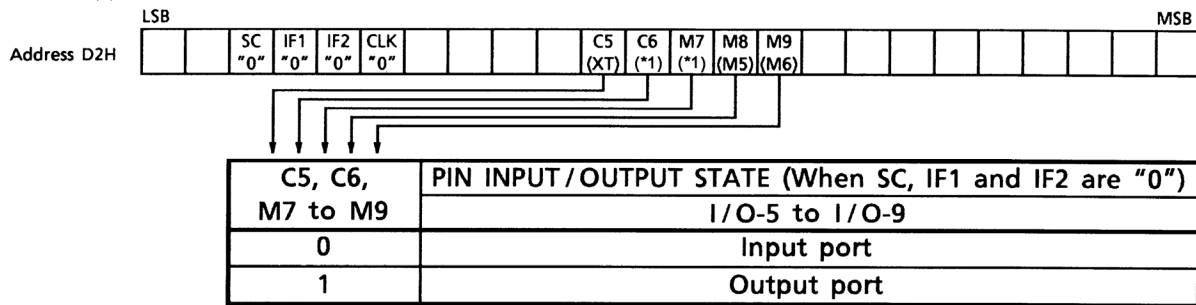 LSB MSB
Address D2H
SC IF1 IF2 CLK C5 C6 M7 M8 M9
"0" "0" "0" "0" (XT) (*1) (*1) (M5) (M6)
C5, C6, PIN INPUT/OUTPUT STATE (When SC, IF1 and IF2 are "0")
M7 to M9 I/O-5 to I/O-9
0 Input port
1 Output port